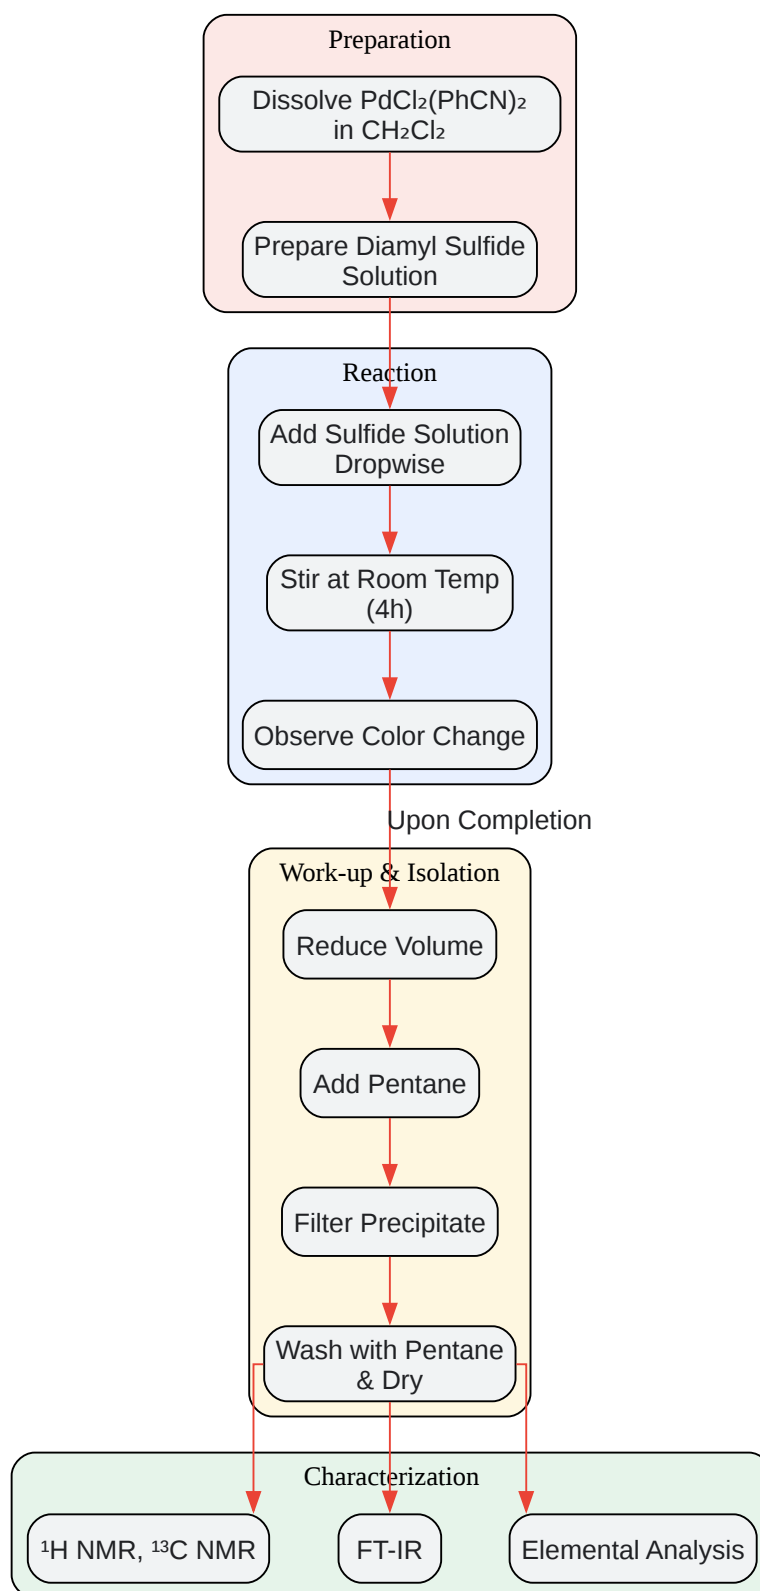 Preparation
Dissolve PdCl₂(PhCN)₂
in CH₂Cl₂
Prepare Diamyl Sulfide
Solution
Reaction
Add Sulfide Solution
Dropwise
Stir at Room Temp
(4h)
Observe Color Change
Upon Completion
Work-up & Isolation
Reduce Volume
Add Pentane
Filter Precipitate
Wash with Pentane
& Dry
Characterization
¹H NMR, ¹³C NMR
FT-IR
Elemental Analysis